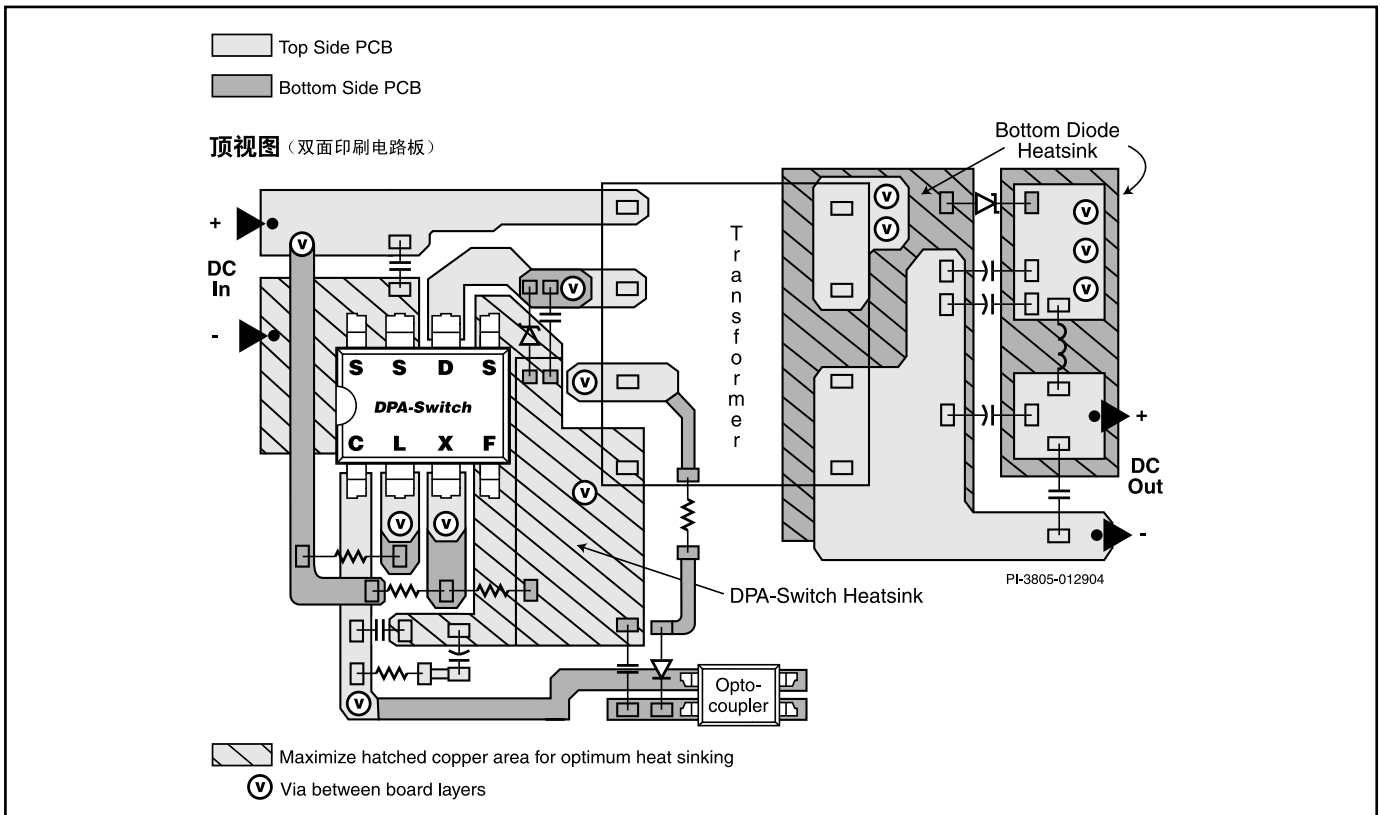 Top Side PCB
Bottom Side PCB
顶视图（双面印刷电路板）
Bottom Diode
Heatsink
+
DC
In
-
V
V
V
V
V
V
V
V
S S D S
DPA-Switch
C L X F
V
V
V
V
V
Transformer
+
DC
Out
-
PI-3805-012904
DPA-Switch Heatsink
Opto-
coupler
Maximize hatched copper area for optimum heat sinking
V Via between board layers